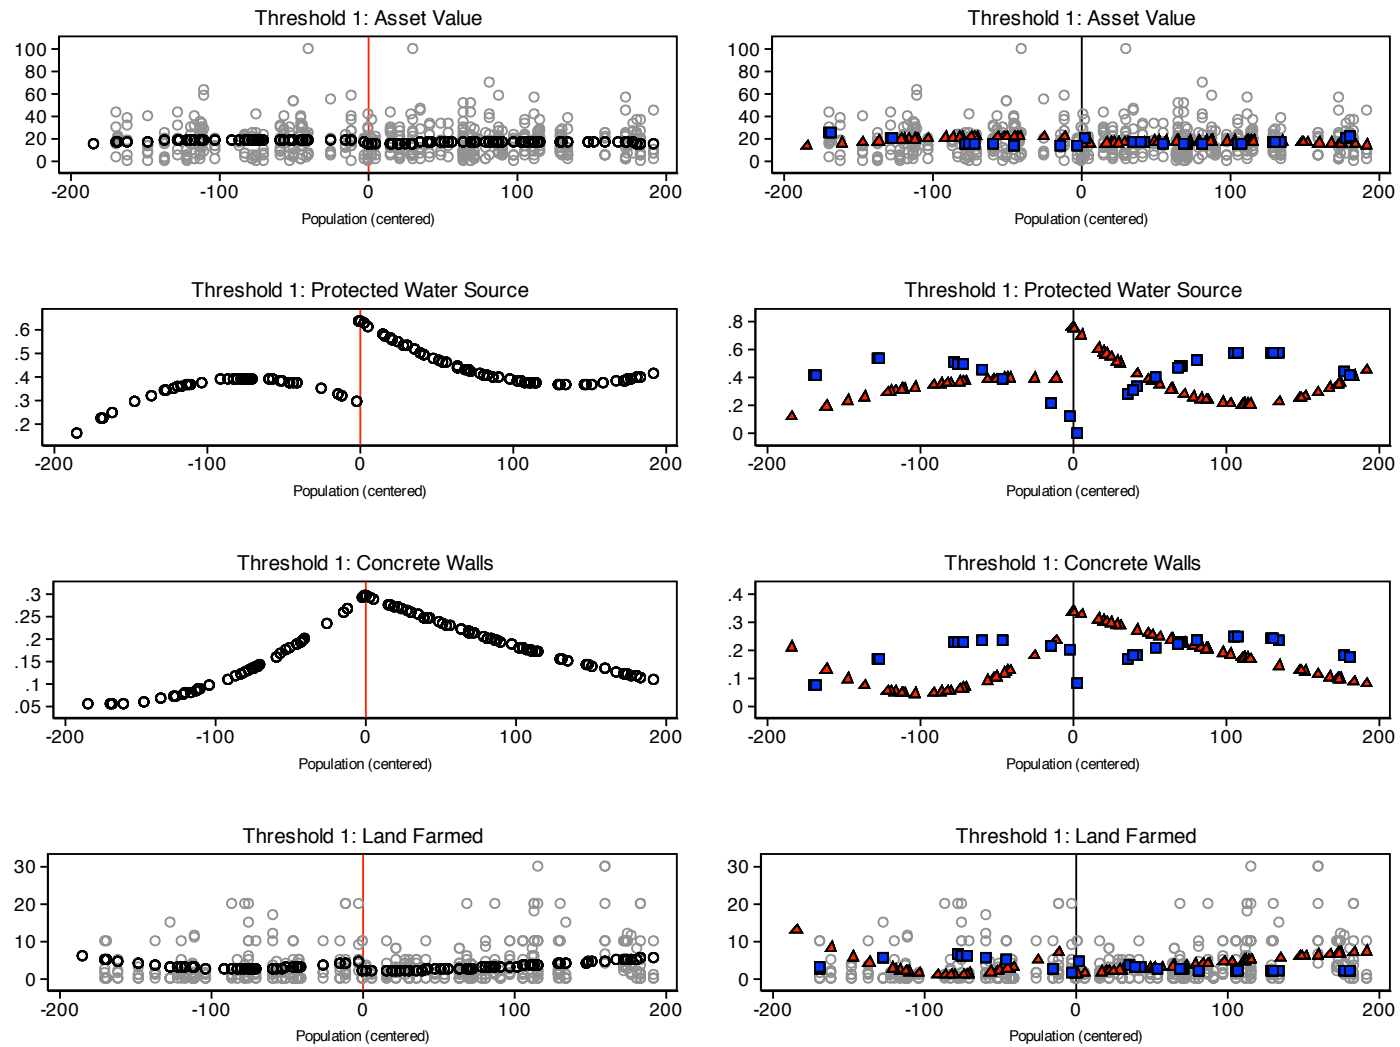 Threshold 1: Asset Value
100
80
60
40
20
0
-200 -100 0 100 200
Population (centered)
Threshold 1: Asset Value
100
80
60
40
20
0
-200 -100 0 100 200
Population (centered)
Threshold 1: Protected Water Source
.6
.5
.4
.3
.2
-200 -100 0 100 200
Population (centered)
Threshold 1: Protected Water Source
.8
.6
.4
.2
0
-200 -100 0 100 200
Population (centered)
Threshold 1: Concrete Walls
.3
.25
.2
.15
.1
.05
-200 -100 0 100 200
Population (centered)
Threshold 1: Concrete Walls
.4
.3
.2
.1
0
-200 -100 0 100 200
Population (centered)
Threshold 1: Land Farmed
30
20
10
0
-200 -100 0 100 200
Population (centered)
Threshold 1: Land Farmed
30
20
10
0
-200 -100 0 100 200
Population (centered)